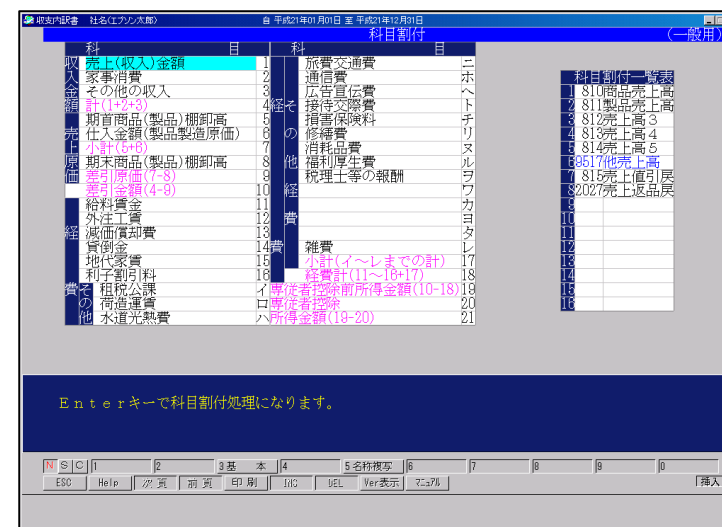 収支内訳書 社名(エプソン太郎) 自 平成21年01月01日 至 平成21年12月31日
科目割付 (一般用)
科 目 科 目
収入金額
売上(収入)金額 1
家事消費 2
その他の収入 3
計(1+2+3) 4
売上原価
期首商品(製品)棚卸高 5
仕入金額(製品製造原価) 6
小計(5+6) 7
期末商品(製品)棚卸高 8
差引原価(7-8) 9
差引金額(4-9) 10
経費
給料賃金 11
外注工賃 12
減価償却費 13
貸倒金 14
地代家賃 15
利子割引料 16
その他
租税公課 イ
荷造運賃 ロ
水道光熱費 ハ
経費
その他経費
旅費交通費 ニ
通信費 ホ
広告宣伝費 ヘ
接待交際費 ト
損害保険料 チ
修繕費 リ
消耗品費 ヌ
福利厚生費 ル
税理士等の報酬 ヲ
ワ
カ
ヨ
タ
雑費 レ
小計(イ～レまでの計) 17
経費計(11～16+17) 18
専従者控除前所得金額(10-18) 19
専従者控除 20
所得金額(19-20) 21
科目割付一覧表
1 810商品売上高
2 811製品売上高
3 812売上高3
4 813売上高4
5 814売上高5
6 9517他売上高
7 815売上値引戻
8 2027売上返品戻
9
10
11
12
13
14
15
16
Enterキーで科目割付処理になります。
N S C 1 2 3基 本 4 5名称複写 6 7 8 9 0
ESC Help 次頁 前頁 印刷 INC DEL Ver表示 マニュアル 挿入